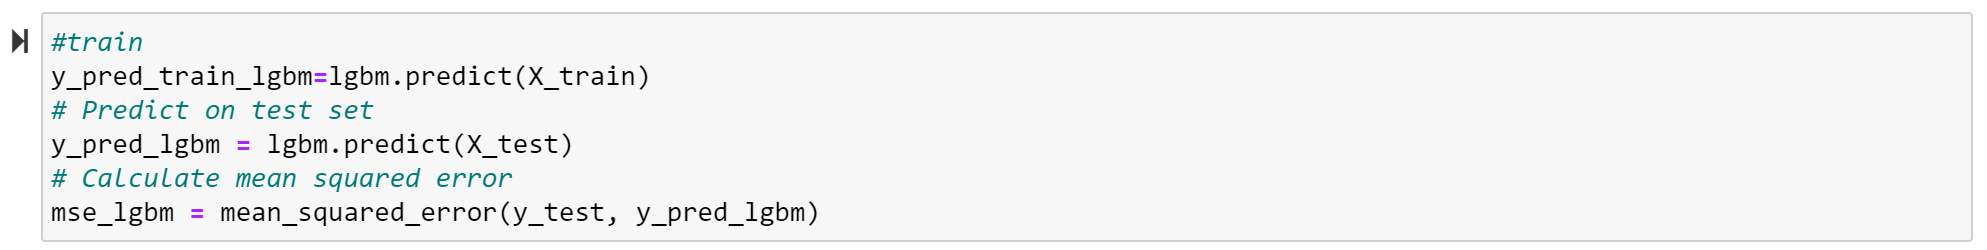 #train
y_pred_train_lgbm=lgbm.predict(X_train)
# Predict on test set
y_pred_lgbm = lgbm.predict(X_test)
# Calculate mean squared error
mse_lgbm = mean_squared_error(y_test, y_pred_lgbm)